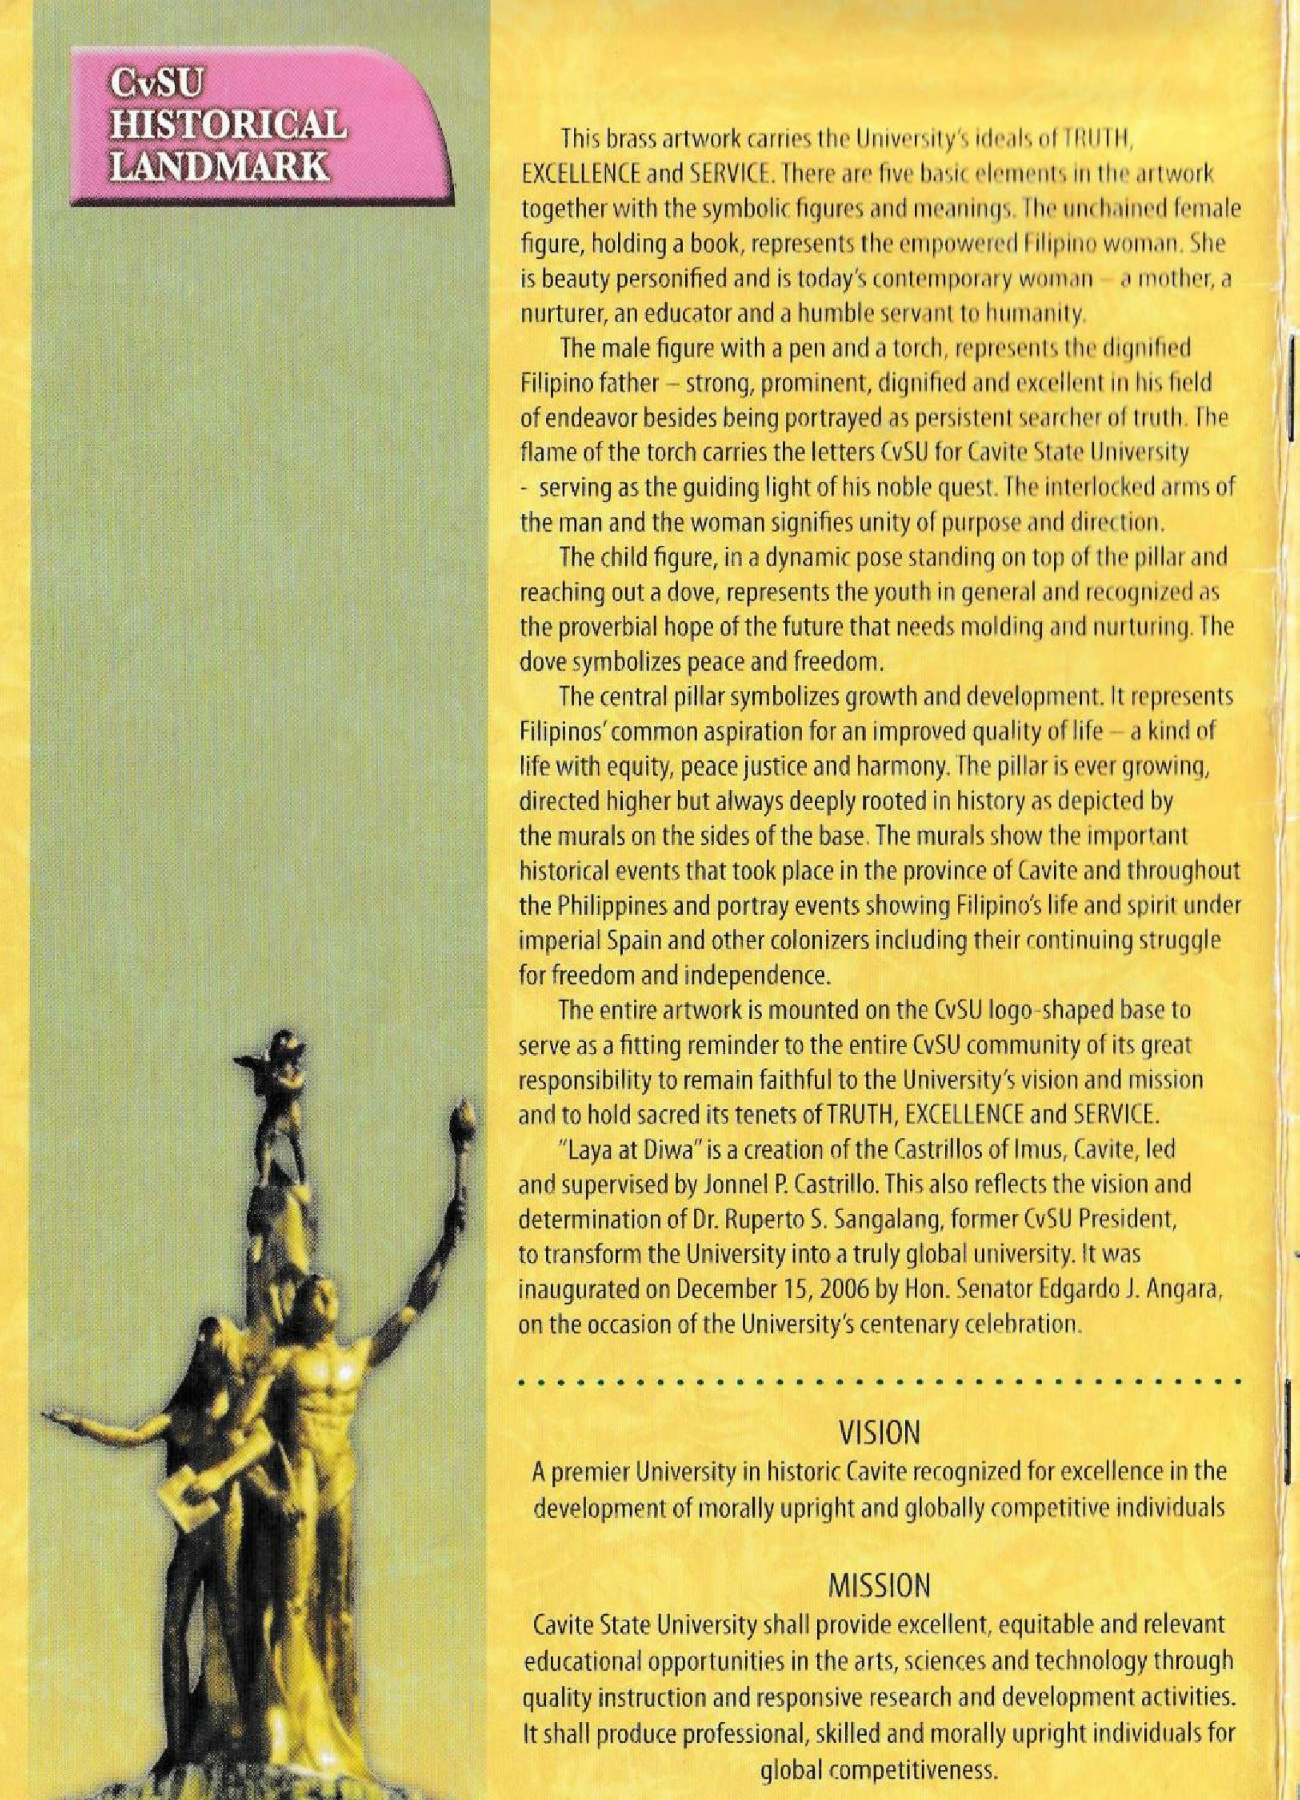 CvSU
HISTORICAL
LANDMARK
This brass artwork carries the University's ideals of TRUTH,
EXCELLENCE and SERVICE. There are five basic elements in the artwork
together with the symbolic figures and meanings. The unchained female
figure, holding a book, represents the empowered Filipino woman. She
is beauty personified and is today's contemporary woman – a mother, a
nurturer, an educator and a humble servant to humanity.
The male figure with a pen and a torch, represents the dignified
Filipino father – strong, prominent, dignified and excellent in his field
of endeavor besides being portrayed as persistent searcher of truth. The
flame of the torch carries the letters CvSU for Cavite State University
- serving as the guiding light of his noble quest. The interlocked arms of
the man and the woman signifies unity of purpose and direction.
The child figure, in a dynamic pose standing on top of the pillar and
reaching out a dove, represents the youth in general and recognized as
the proverbial hope of the future that needs molding and nurturing. The
dove symbolizes peace and freedom.
The central pillar symbolizes growth and development. It represents
Filipinos' common aspiration for an improved quality of life – a kind of
life with equity, peace justice and harmony. The pillar is ever growing,
directed higher but always deeply rooted in history as depicted by
the murals on the sides of the base. The murals show the important
historical events that took place in the province of Cavite and throughout
the Philippines and portray events showing Filipino's life and spirit under
imperial Spain and other colonizers including their continuing struggle
for freedom and independence.
The entire artwork is mounted on the CvSU logo-shaped base to
serve as a fitting reminder to the entire CvSU community of its great
responsibility to remain faithful to the University's vision and mission
and to hold sacred its tenets of TRUTH, EXCELLENCE and SERVICE.
"Laya at Diwa" is a creation of the Castrillos of Imus, Cavite, led
and supervised by Jonnel P. Castrillo. This also reflects the vision and
determination of Dr. Ruperto S. Sangalang, former CvSU President,
to transform the University into a truly global university. It was
inaugurated on December 15, 2006 by Hon. Senator Edgardo J. Angara,
on the occasion of the University's centenary celebration.
VISION
A premier University in historic Cavite recognized for excellence in the
development of morally upright and globally competitive individuals
MISSION
Cavite State University shall provide excellent, equitable and relevant
educational opportunities in the arts, sciences and technology through
quality instruction and responsive research and development activities.
It shall produce professional, skilled and morally upright individuals for
global competitiveness.